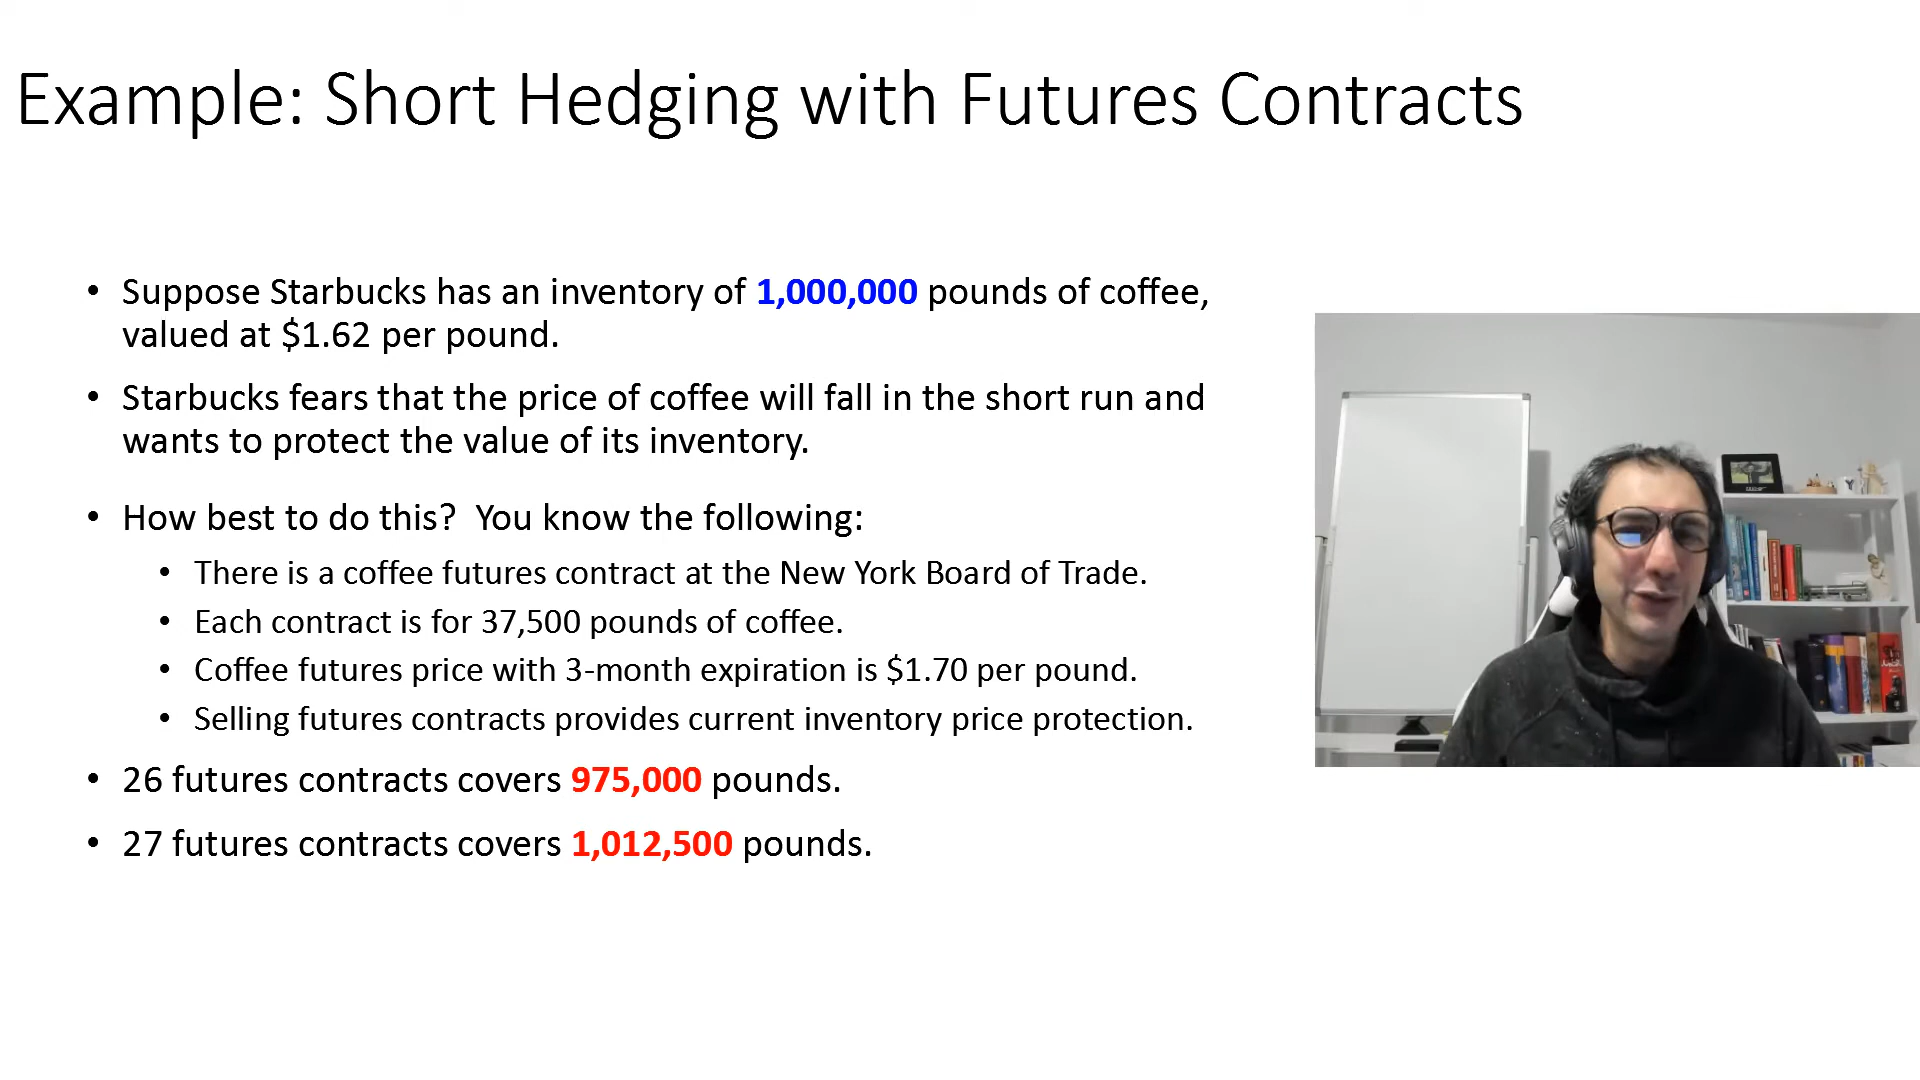 Example: Short Hedging with Futures Contracts
• Suppose Starbucks has an inventory of 1,000,000 pounds of coffee,
valued at $1.62 per pound.
• Starbucks fears that the price of coffee will fall in the short run and
wants to protect the value of its inventory.
• How best to do this?  You know the following:
• There is a coffee futures contract at the New York Board of Trade.
• Each contract is for 37,500 pounds of coffee.
• Coffee futures price with 3-month expiration is $1.70 per pound.
• Selling futures contracts provides current inventory price protection.
• 26 futures contracts covers 975,000 pounds.
• 27 futures contracts covers 1,012,500 pounds.